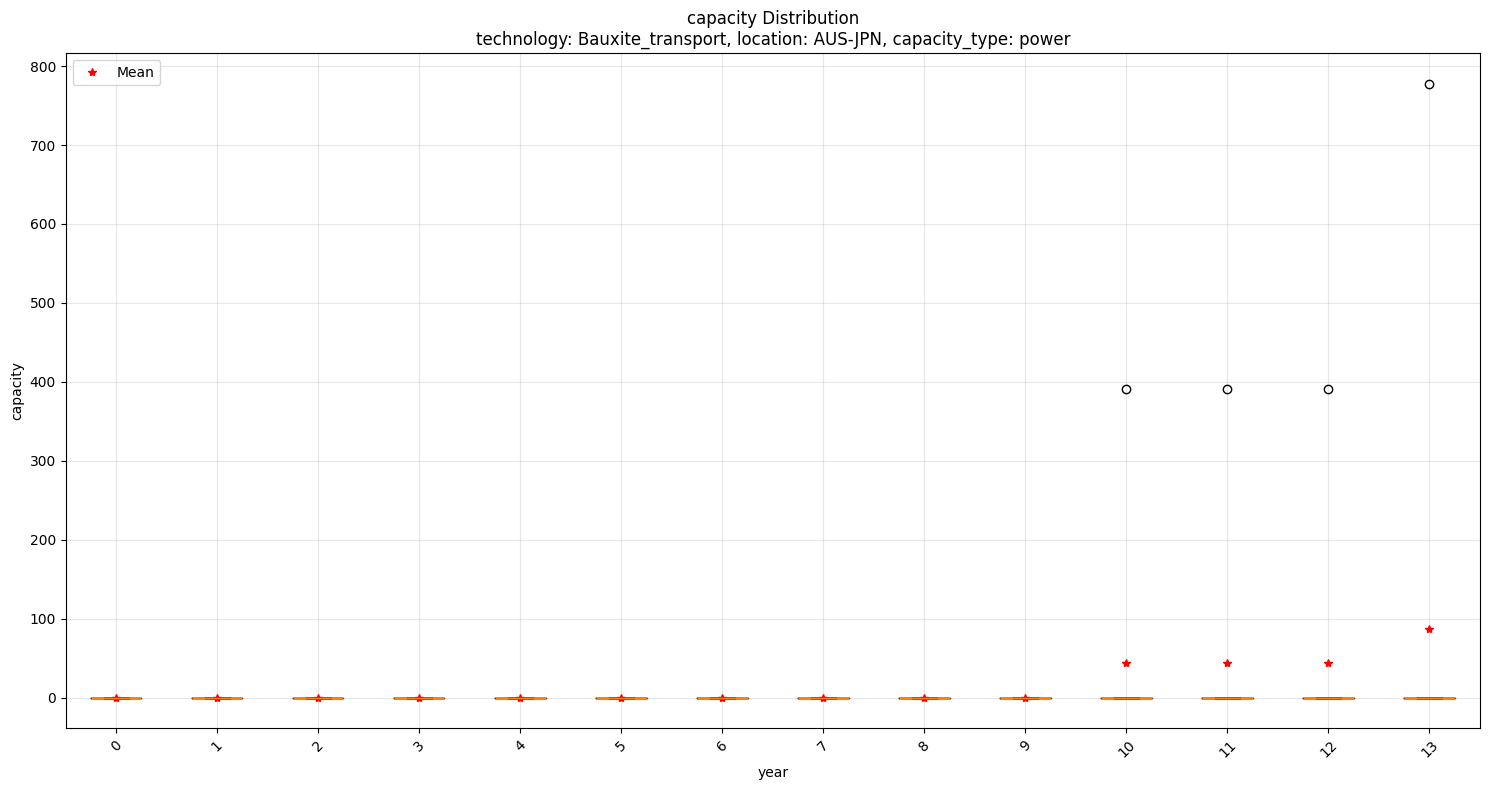 capacity Distribution
technology: Bauxite_transport, location: AUS-JPN, capacity_type: power
Mean
800
700
600
500
400
300
200
100
0
capacity
0 1 2 3 4 5 6 7 8 9 10 11 12 13
year